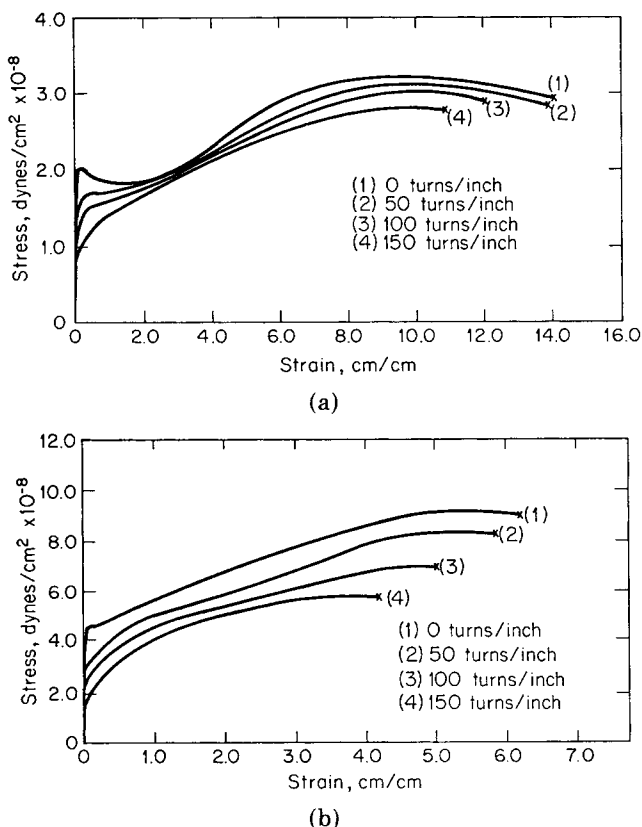 4.0
3.0
2.0
1.0
0
Stress, dynes/cm² x10⁻⁸
(1)
(2)
(3)
(4)
(1) 0 turns/inch
(2) 50 turns/inch
(3) 100 turns/inch
(4) 150 turns/inch
0 2.0 4.0 6.0 8.0 10.0 12.0 14.0 16.0
Strain, cm/cm
(a)
12.0
10.0
8.0
6.0
4.0
2.0
0
Stress, dynes/cm² x10⁻⁸
(1)
(2)
(3)
(4)
(1) 0 turns/inch
(2) 50 turns/inch
(3) 100 turns/inch
(4) 150 turns/inch
0 1.0 2.0 3.0 4.0 5.0 6.0 7.0
Strain, cm/cm
(b)